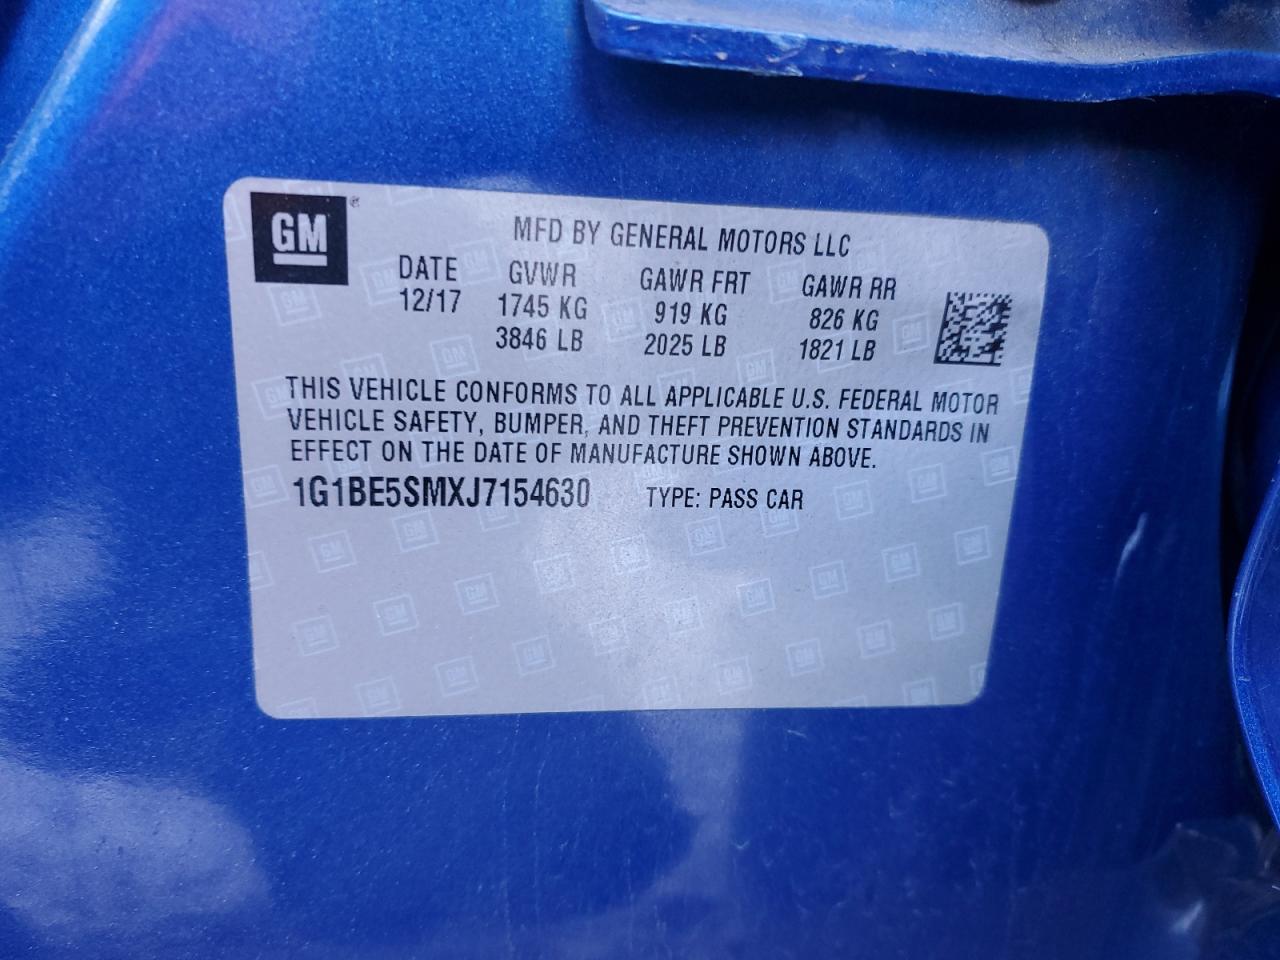 GM®
MFD BY GENERAL MOTORS LLC
DATE GVWR GAWR FRT GAWR RR
12/17 1745 KG 919 KG 826 KG
3846 LB 2025 LB 1821 LB
THIS VEHICLE CONFORMS TO ALL APPLICABLE U.S. FEDERAL MOTOR
VEHICLE SAFETY, BUMPER, AND THEFT PREVENTION STANDARDS IN
EFFECT ON THE DATE OF MANUFACTURE SHOWN ABOVE.
1G1BE5SMXJ7154630 TYPE: PASS CAR